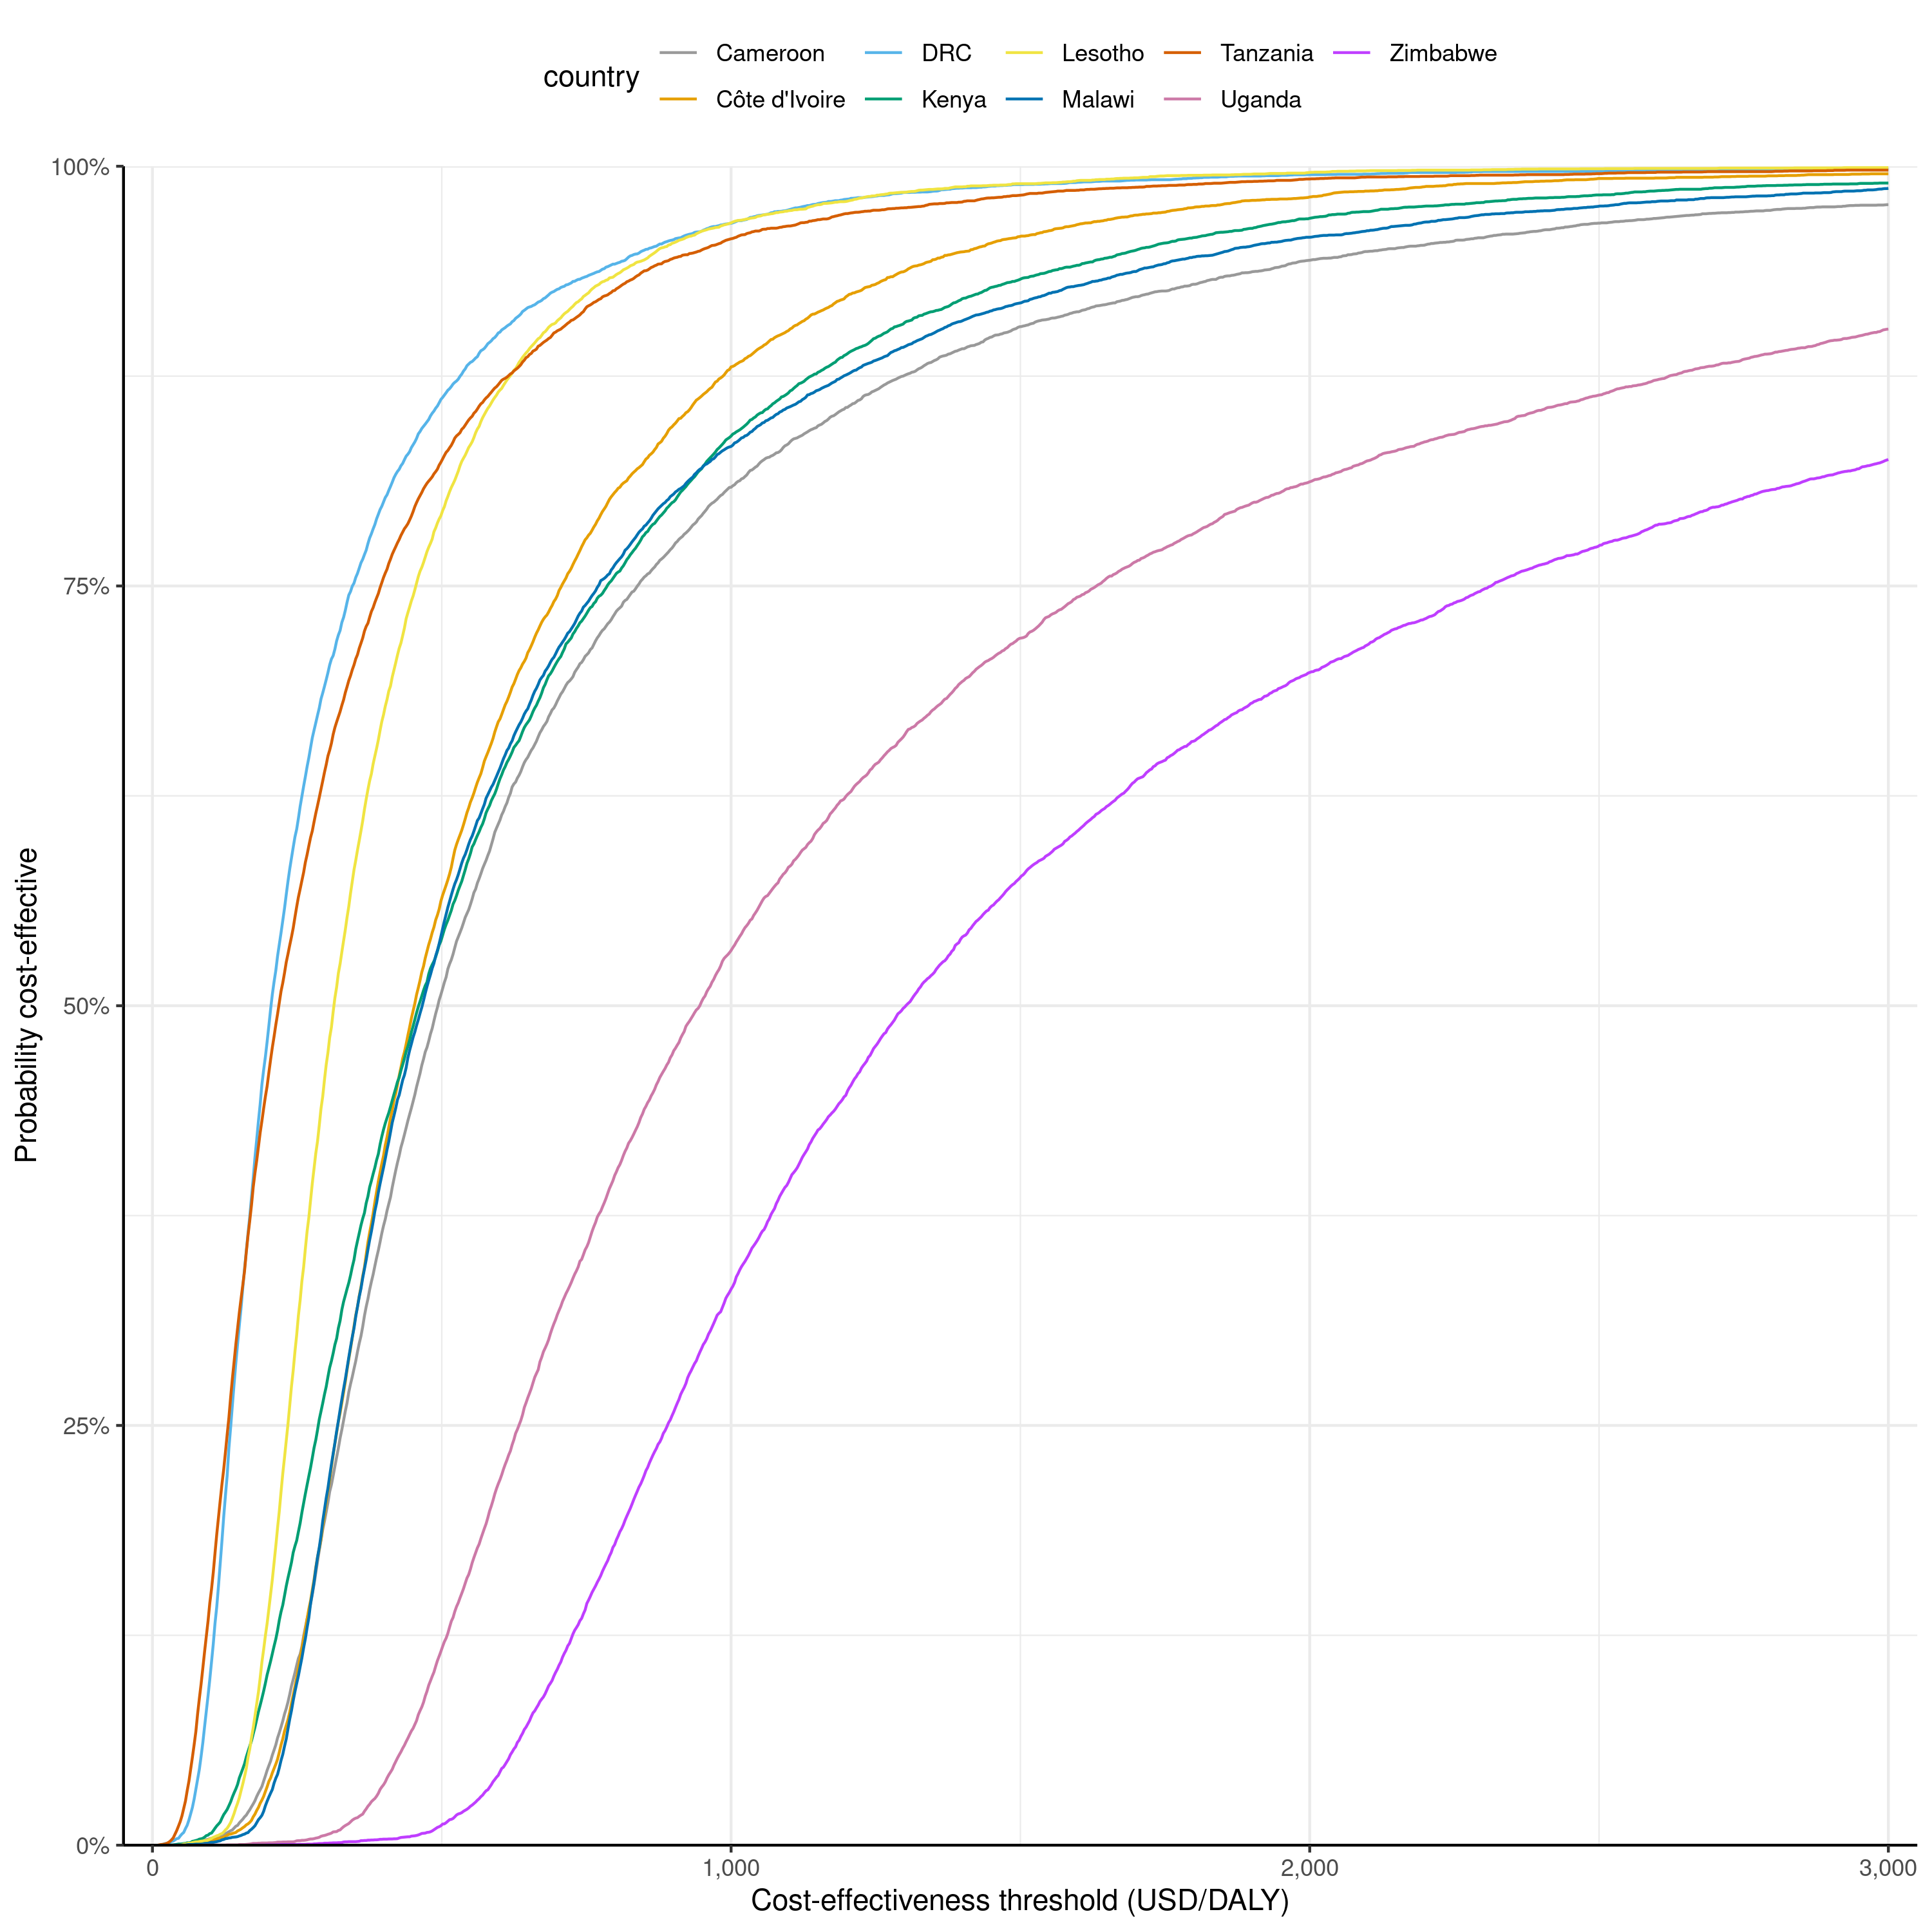 country
Cameroon DRC Lesotho Tanzania Zimbabwe
Côte d'Ivoire Kenya Malawi Uganda
100%
75%
50%
25%
0%
Probability cost-effective
0 1,000 2,000 3,000
Cost-effectiveness threshold (USD/DALY)